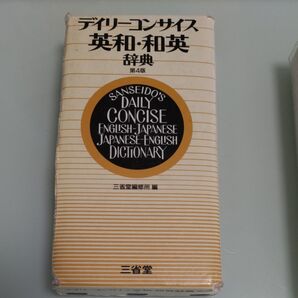 デイリーコンサイス
英和・和英
辞典
第4版
SANSEIDO'S
DAILY
CONCISE
ENGLISH-JAPANESE
JAPANESE-ENGLISH
DICTIONARY
三省堂編修所 編
三省堂